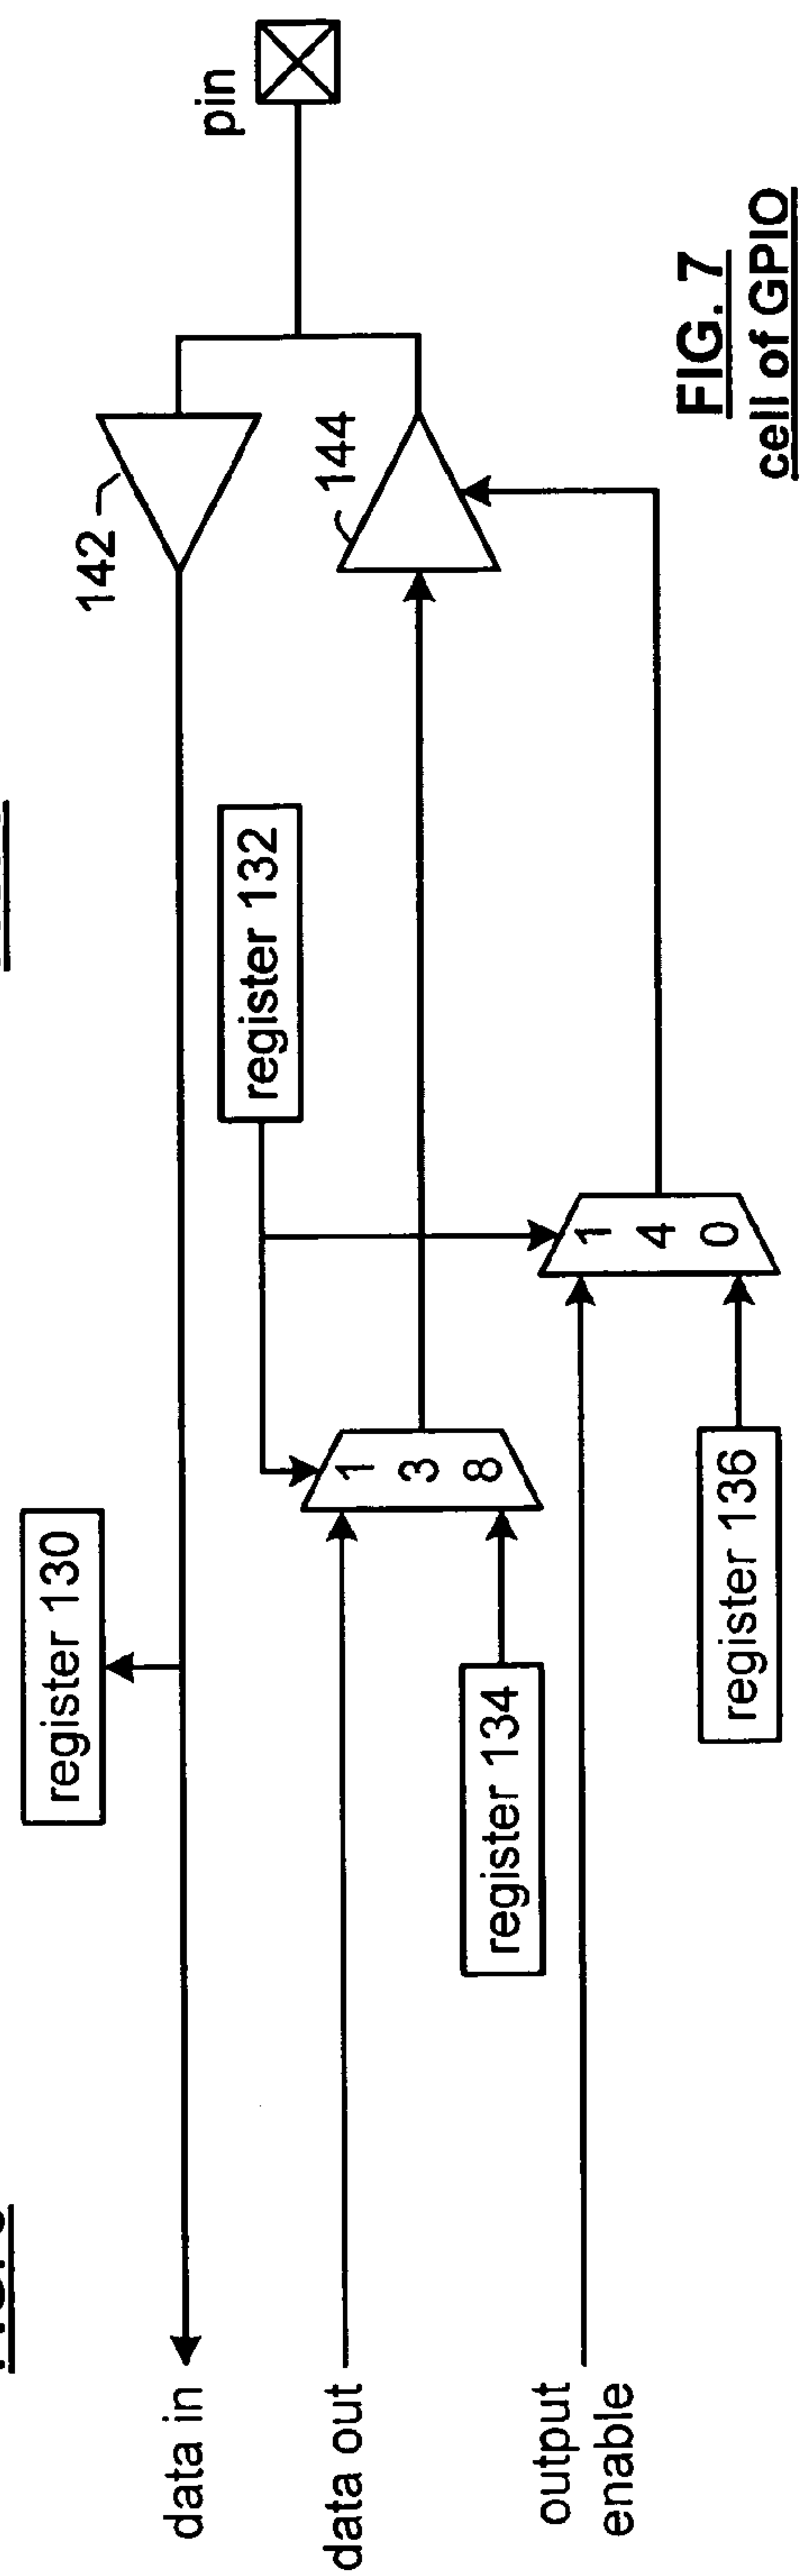 register 130
data in
142
pin
register 132
data out
1
3
8
144
register 134
output
enable
1
4
0
register 136
FIG. 7
cell of GPIO